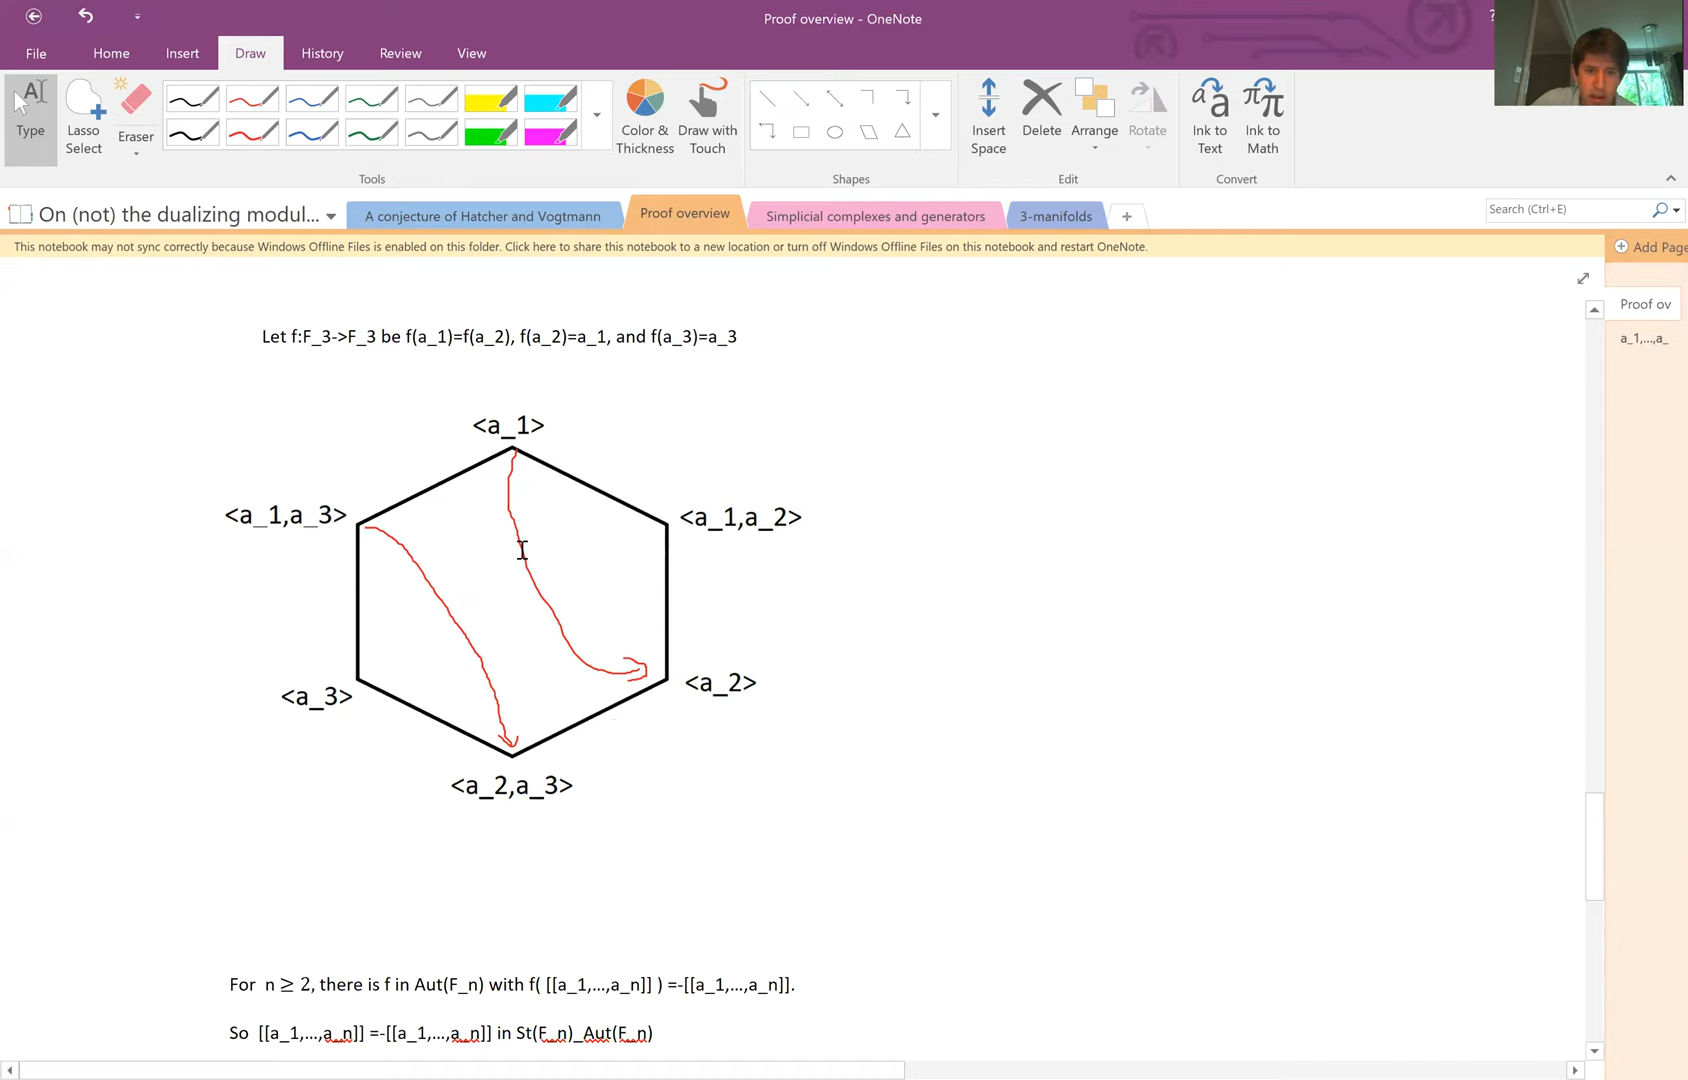 Proof overview - OneNote
?
File Home Insert Draw History Review View
Type
Lasso Select
Eraser
Color & Thickness
Draw with Touch
Insert Space
Delete
Arrange
Rotate
Ink to Text
Ink to Math
Tools Shapes Edit Convert
On (not) the dualizing modul... A conjecture of Hatcher and Vogtmann Proof overview Simplicial complexes and generators 3-manifolds + Search (Ctrl+E)
This notebook may not sync correctly because Windows Offline Files is enabled on this folder. Click here to share this notebook to a new location or turn off Windows Offline Files on this notebook and restart OneNote.
Add Page
Proof ov
a_1,...,a_
Let f:F_3->F_3 be f(a_1)=f(a_2), f(a_2)=a_1, and f(a_3)=a_3
<a_1>
<a_1,a_3>
<a_1,a_2>
<a_3>
<a_2>
<a_2,a_3>
For n ≥ 2, there is f in Aut(F_n) with f( [[a_1,...,a_n]] ) =-[[a_1,...,a_n]].
So [[a_1,...,a_n]] =-[[a_1,...,a_n]] in St(F_n)_Aut(F_n)